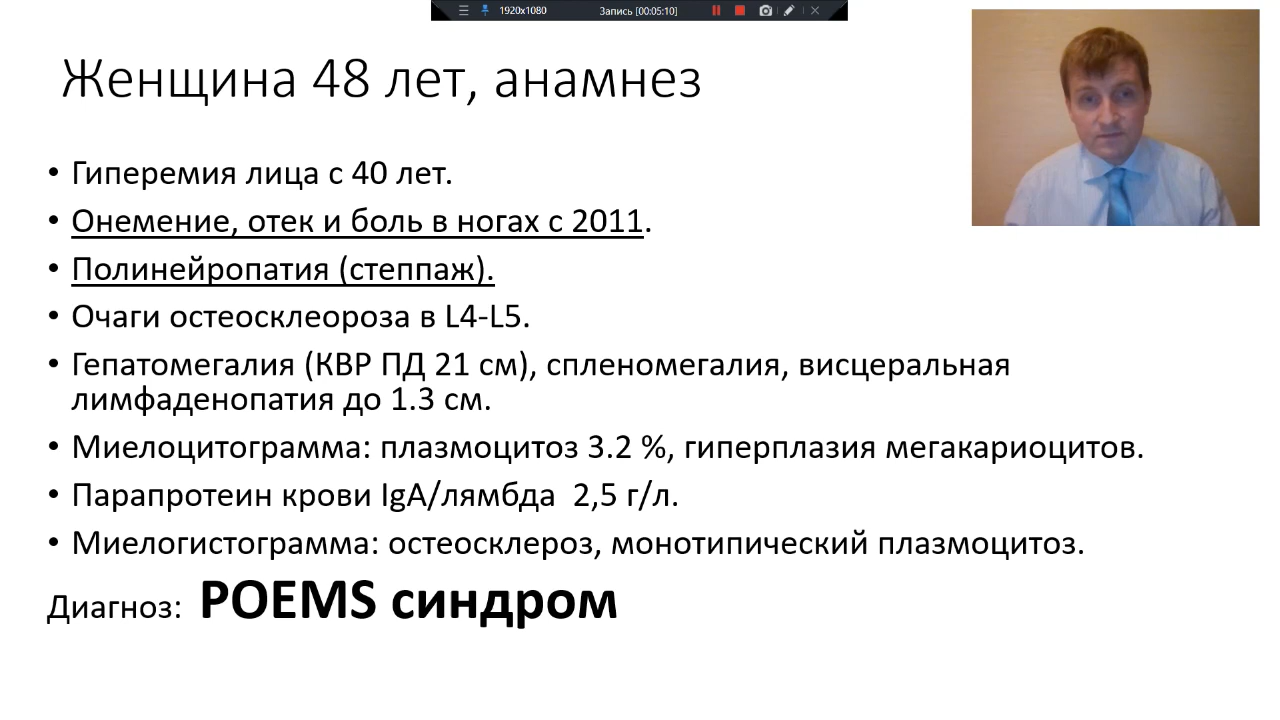 1920x1080 Запись [00:05:10]
Женщина 48 лет, анамнез
• Гиперемия лица с 40 лет.
• Онемение, отек и боль в ногах с 2011.
• Полинейропатия (степпаж).
• Очаги остеосклеороза в L4-L5.
• Гепатомегалия (КВР ПД 21 см), спленомегалия, висцеральная
лимфаденопатия до 1.3 см.
• Миелоцитограмма: плазмоцитоз 3.2 %, гиперплазия мегакариоцитов.
• Парапротеин крови IgA/лямбда 2,5 г/л.
• Миелогистограмма: остеосклероз, монотипический плазмоцитоз.
Диагноз: POEMS синдром